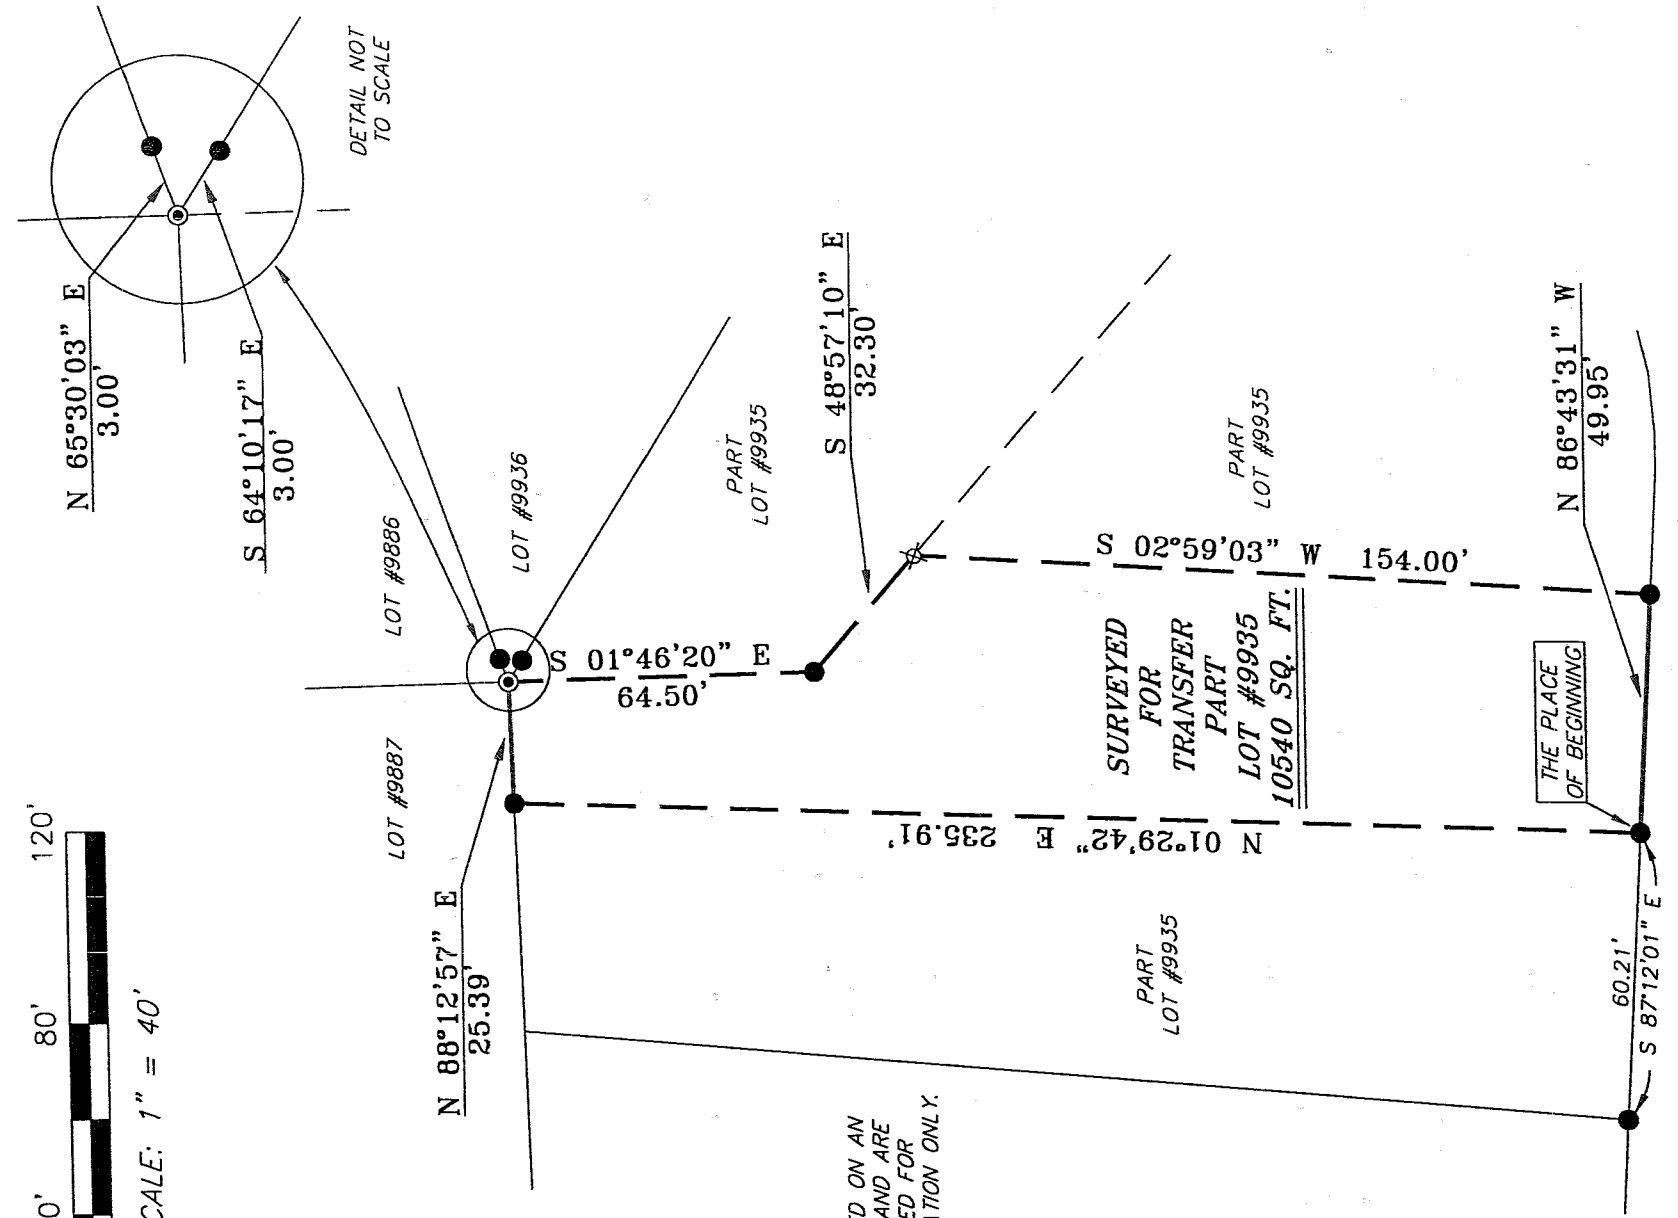 DETAIL NOT
TO SCALE
N 65°30'03" E
3.00'
S 64°10'17" E
3.00'
LOT #9886
LOT #9936
PART
LOT #9935
S 48°57'10" E
32.30'
PART
LOT #9935
N 86°43'31" W
49.95'
S 01°46'20" E
64.50'
S 02°59'03" W 154.00'
SURVEYED
FOR
TRANSFER
PART
LOT #9935
10540 SQ. FT.
THE PLACE
OF BEGINNING
LOT #9887
N 01°29'42" E 235.91'
N 88°12'57" E
25.39'
PART
LOT #9935
60.21'
S 87°12'01" E
0'
80'
120'
CALE: 1" = 40'
D ON AN
AND ARE
ED FOR
ATION ONLY.